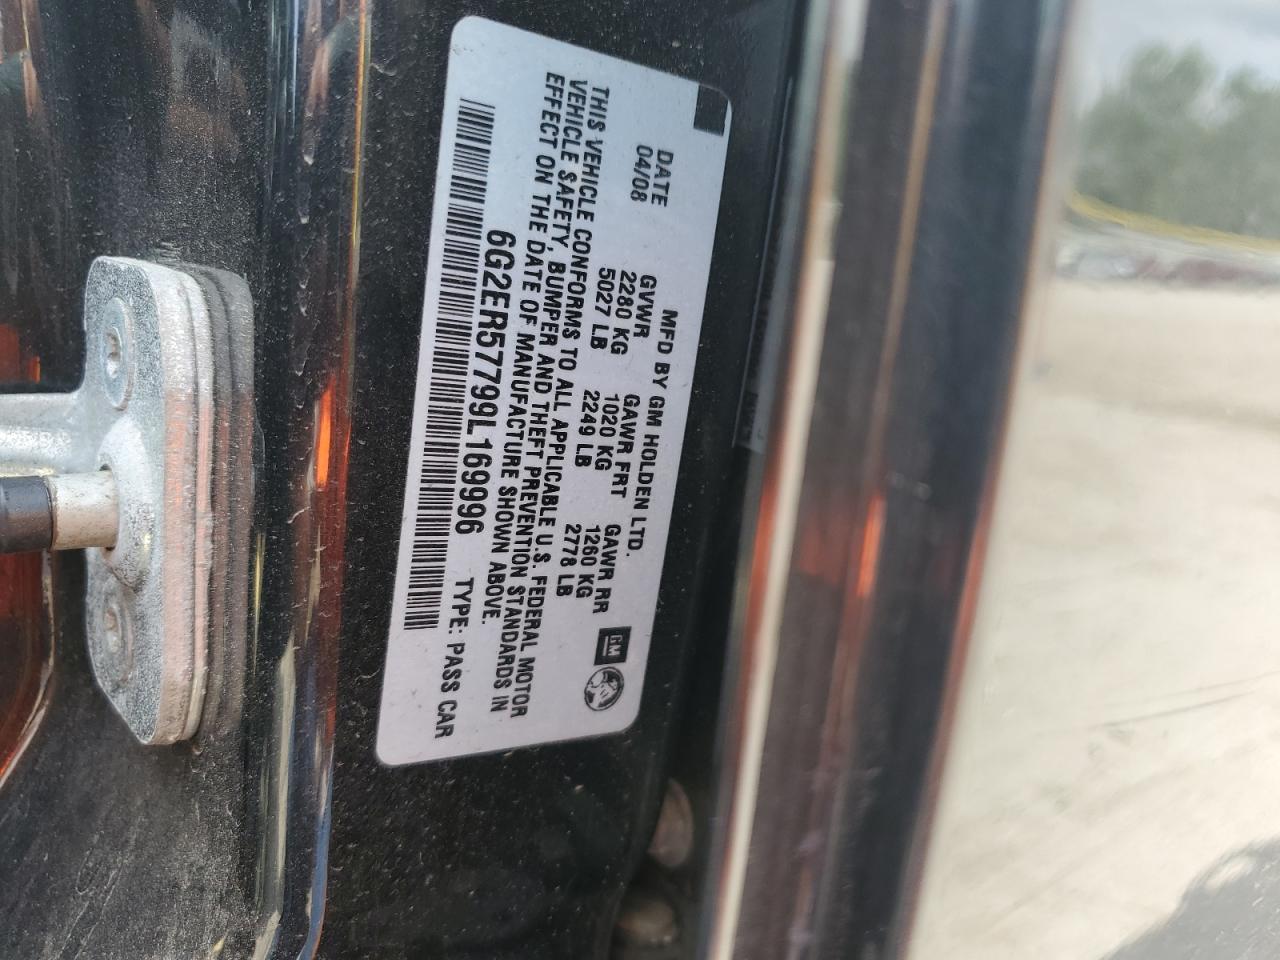 MFD BY GM HOLDEN LTD.
DATE GVWR GAWR FRT GAWR RR
04/08 2280 KG 1020 KG 1260 KG
5027 LB 2249 LB 2778 LB
GM
THIS VEHICLE CONFORMS TO ALL APPLICABLE U.S. FEDERAL MOTOR
VEHICLE SAFETY, BUMPER AND THEFT PREVENTION STANDARDS IN
EFFECT ON THE DATE OF MANUFACTURE SHOWN ABOVE.
6G2ER57799L169996 TYPE: PASS CAR